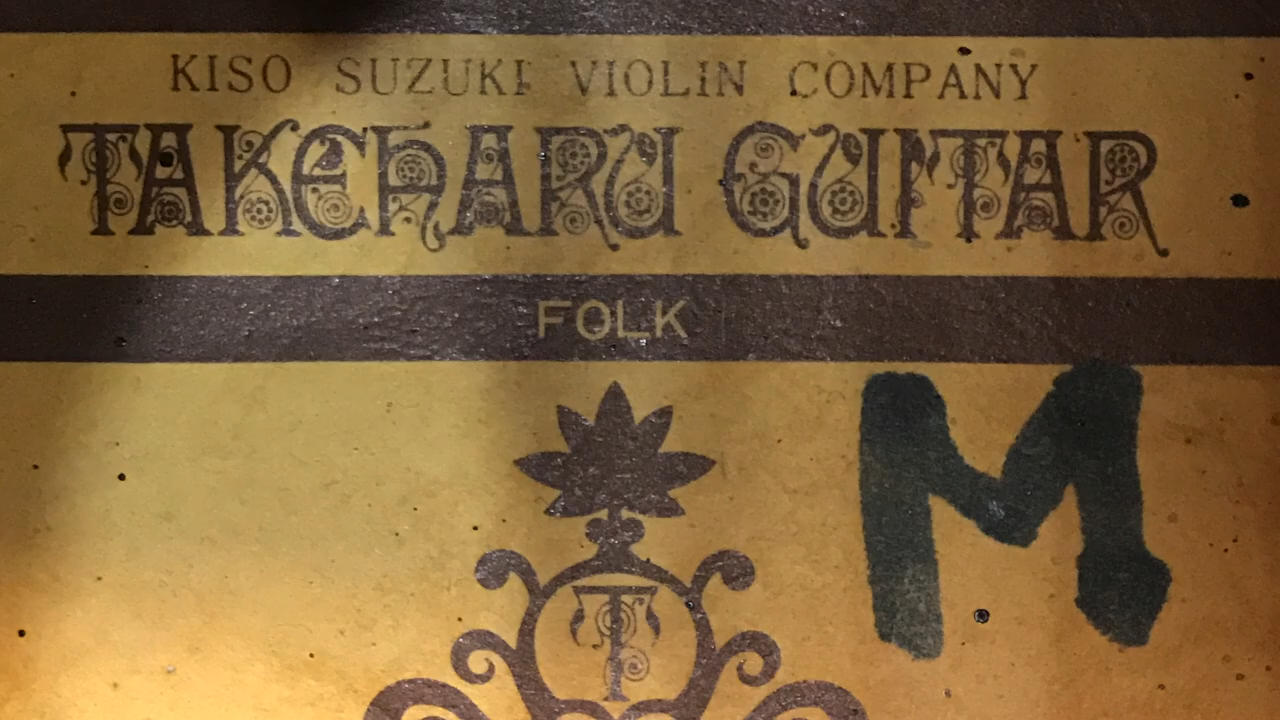 KISO SUZUKI VIOLIN COMPANY
TAKEHARU GUITAR
FOLK
M
T